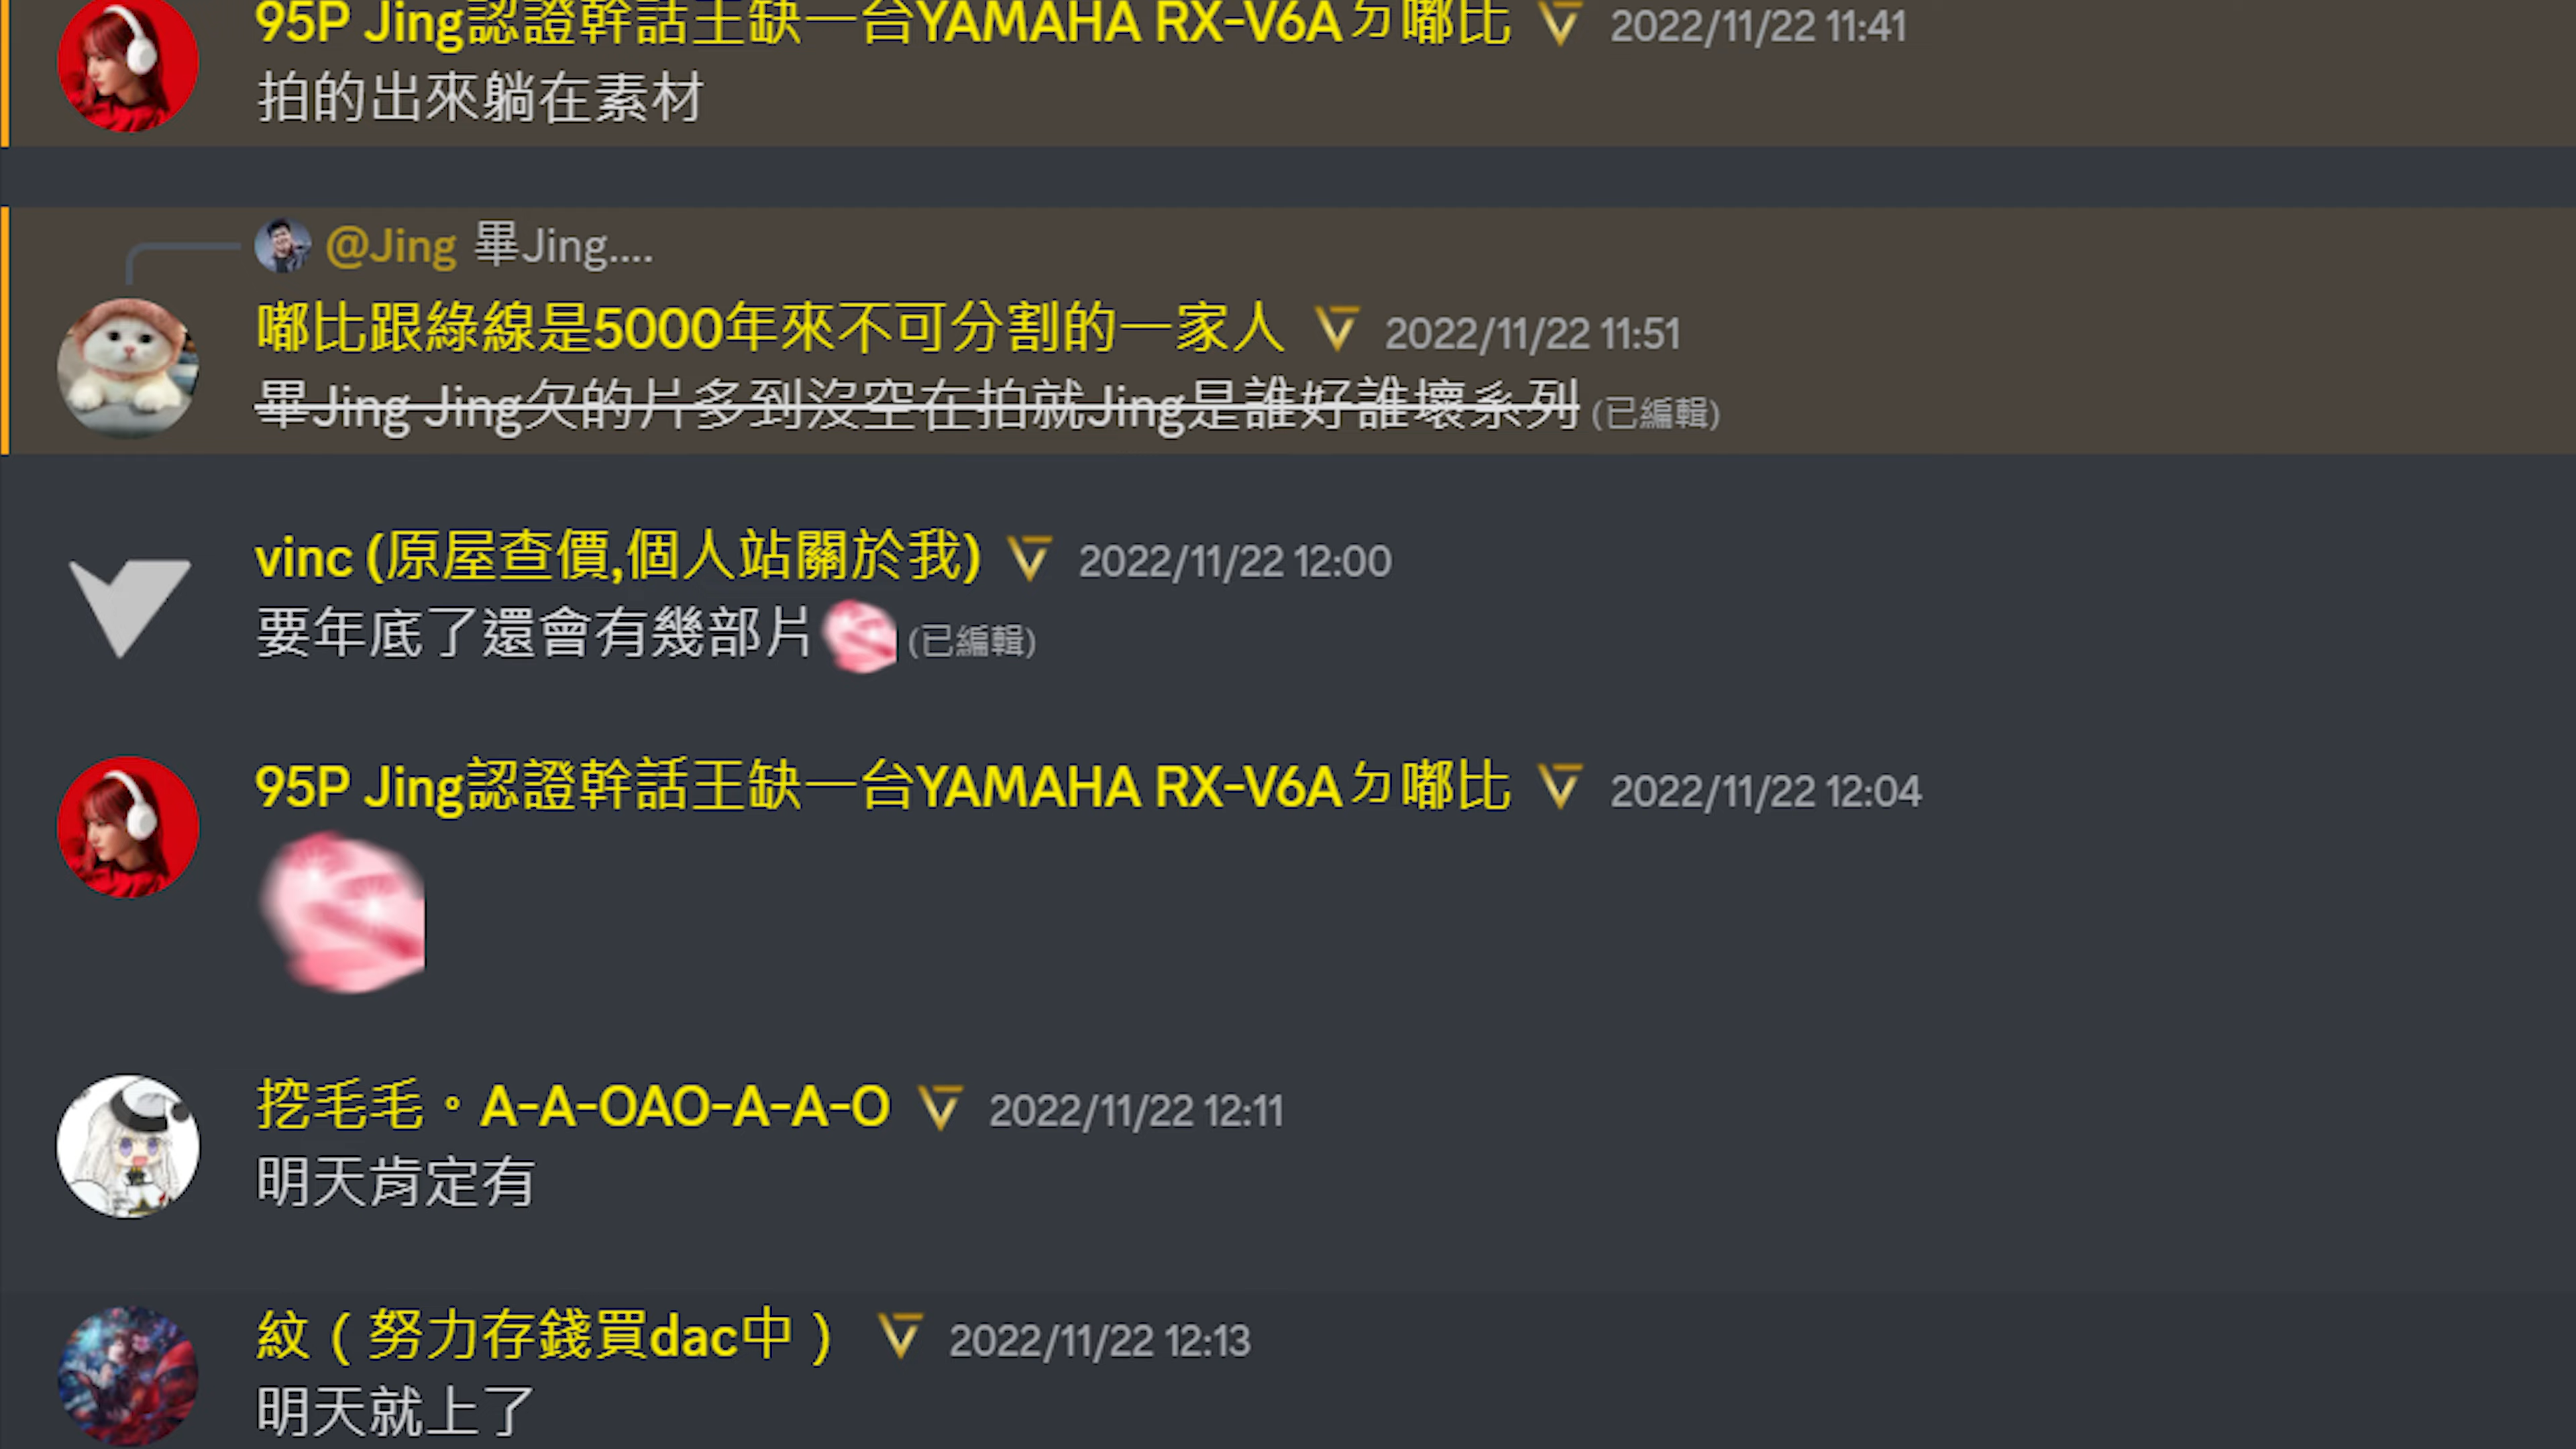 95P Jing認證幹話王缺一台YAMAHA RX-V6Aㄉ嘟比 2022/11/22 11:41
拍的出來躺在素材
@Jing 畢Jing....
嘟比跟綠線是5000年來不可分割的一家人 2022/11/22 11:51
畢Jing Jing欠的片多到沒空在拍就Jing是誰好誰壞系列 (已編輯)
vinc (原屋查價,個人站關於我) 2022/11/22 12:00
要年底了還會有幾部片 (已編輯)
95P Jing認證幹話王缺一台YAMAHA RX-V6Aㄉ嘟比 2022/11/22 12:04
挖毛毛。A-A-OAO-A-A-O 2022/11/22 12:11
明天肯定有
紋（努力存錢買dac中） 2022/11/22 12:13
明天就上了